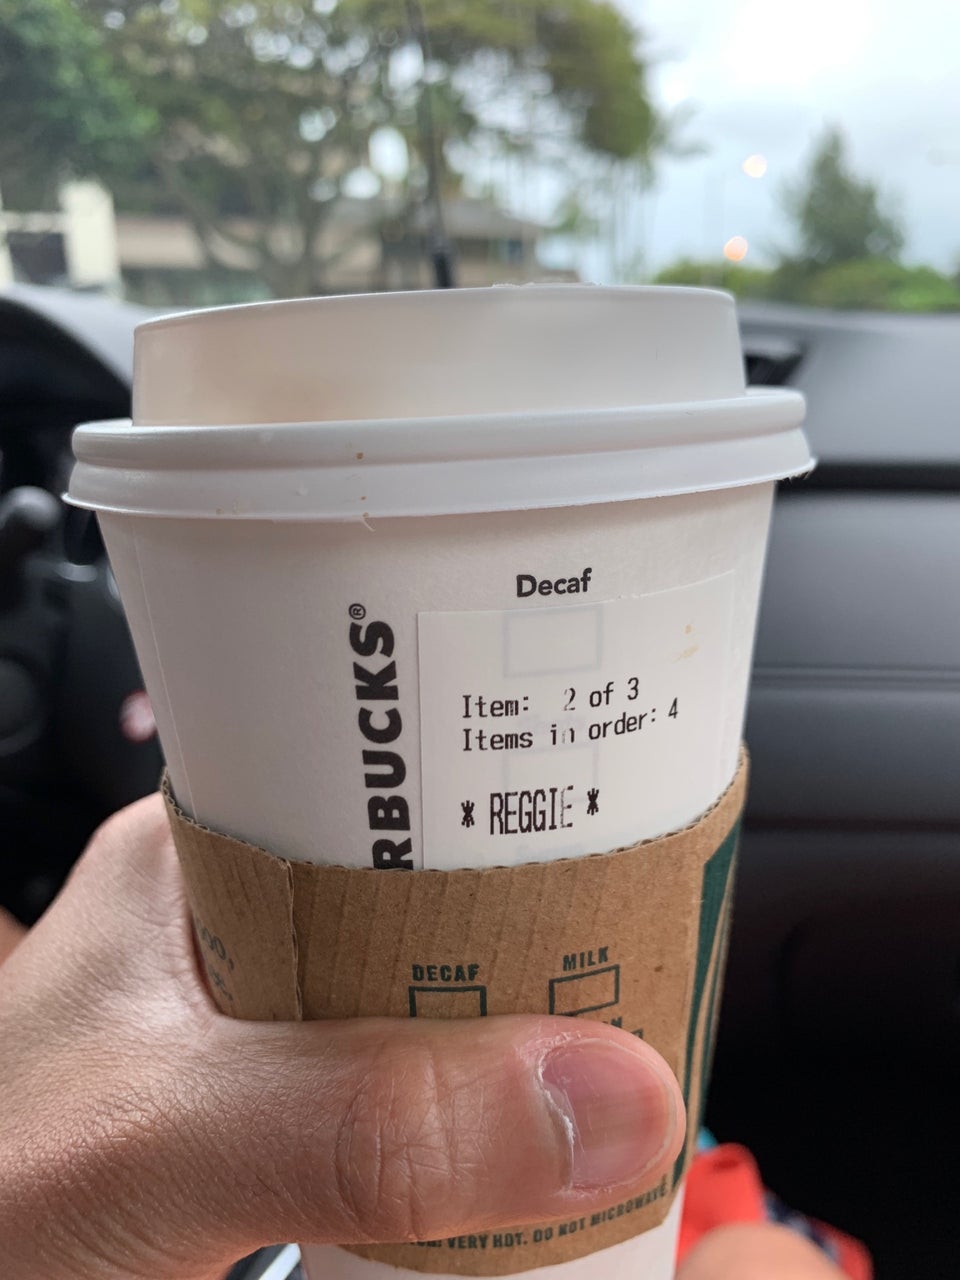 Decaf
RBUCKS®
Item: 2 of 3
Items in order: 4
* REGGIE *
DECAF
MILK
VERY HOT. DO NOT MICROWAVE